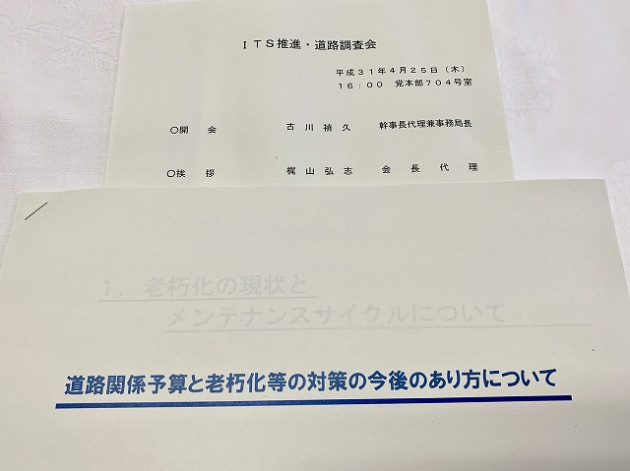 ITS推進・道路調査会
平成31年4月25日(木)
16:00 党本部704号室
○開 会 古 川 禎 久 幹事長代理兼事務局長
○挨 拶 梶 山 弘 志 会 長 代 理
1. 老朽化の現状と
メンテナンスサイクルについて
道路関係予算と老朽化等の対策の今後のあり方について